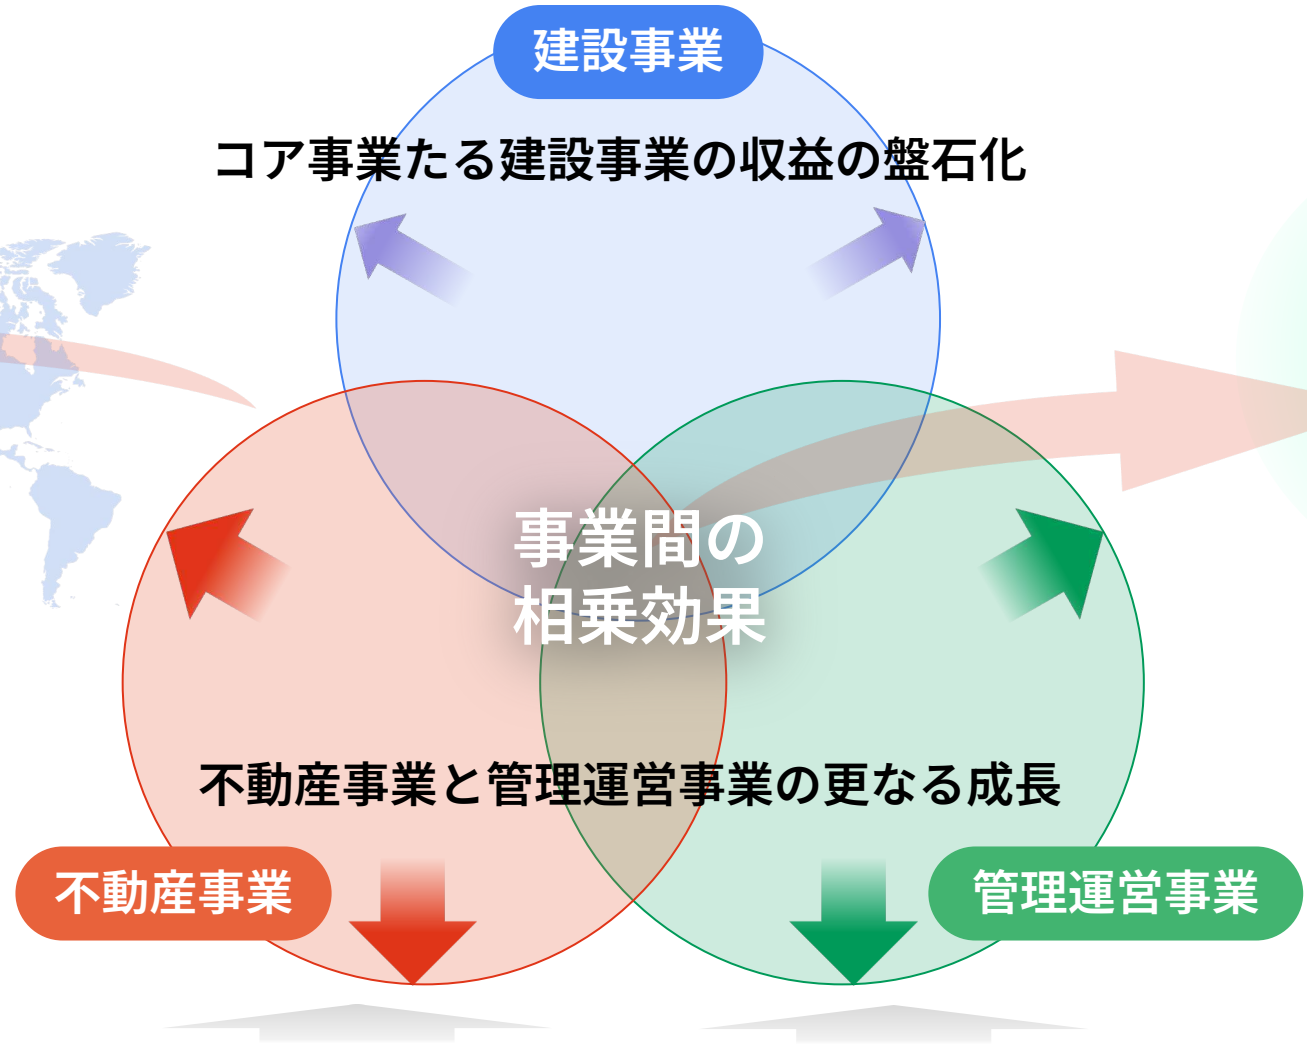 建設事業
コア事業たる建設事業の収益の盤石化
事業間の
相乗効果
不動産事業と管理運営事業の更なる成長
不動産事業
管理運営事業